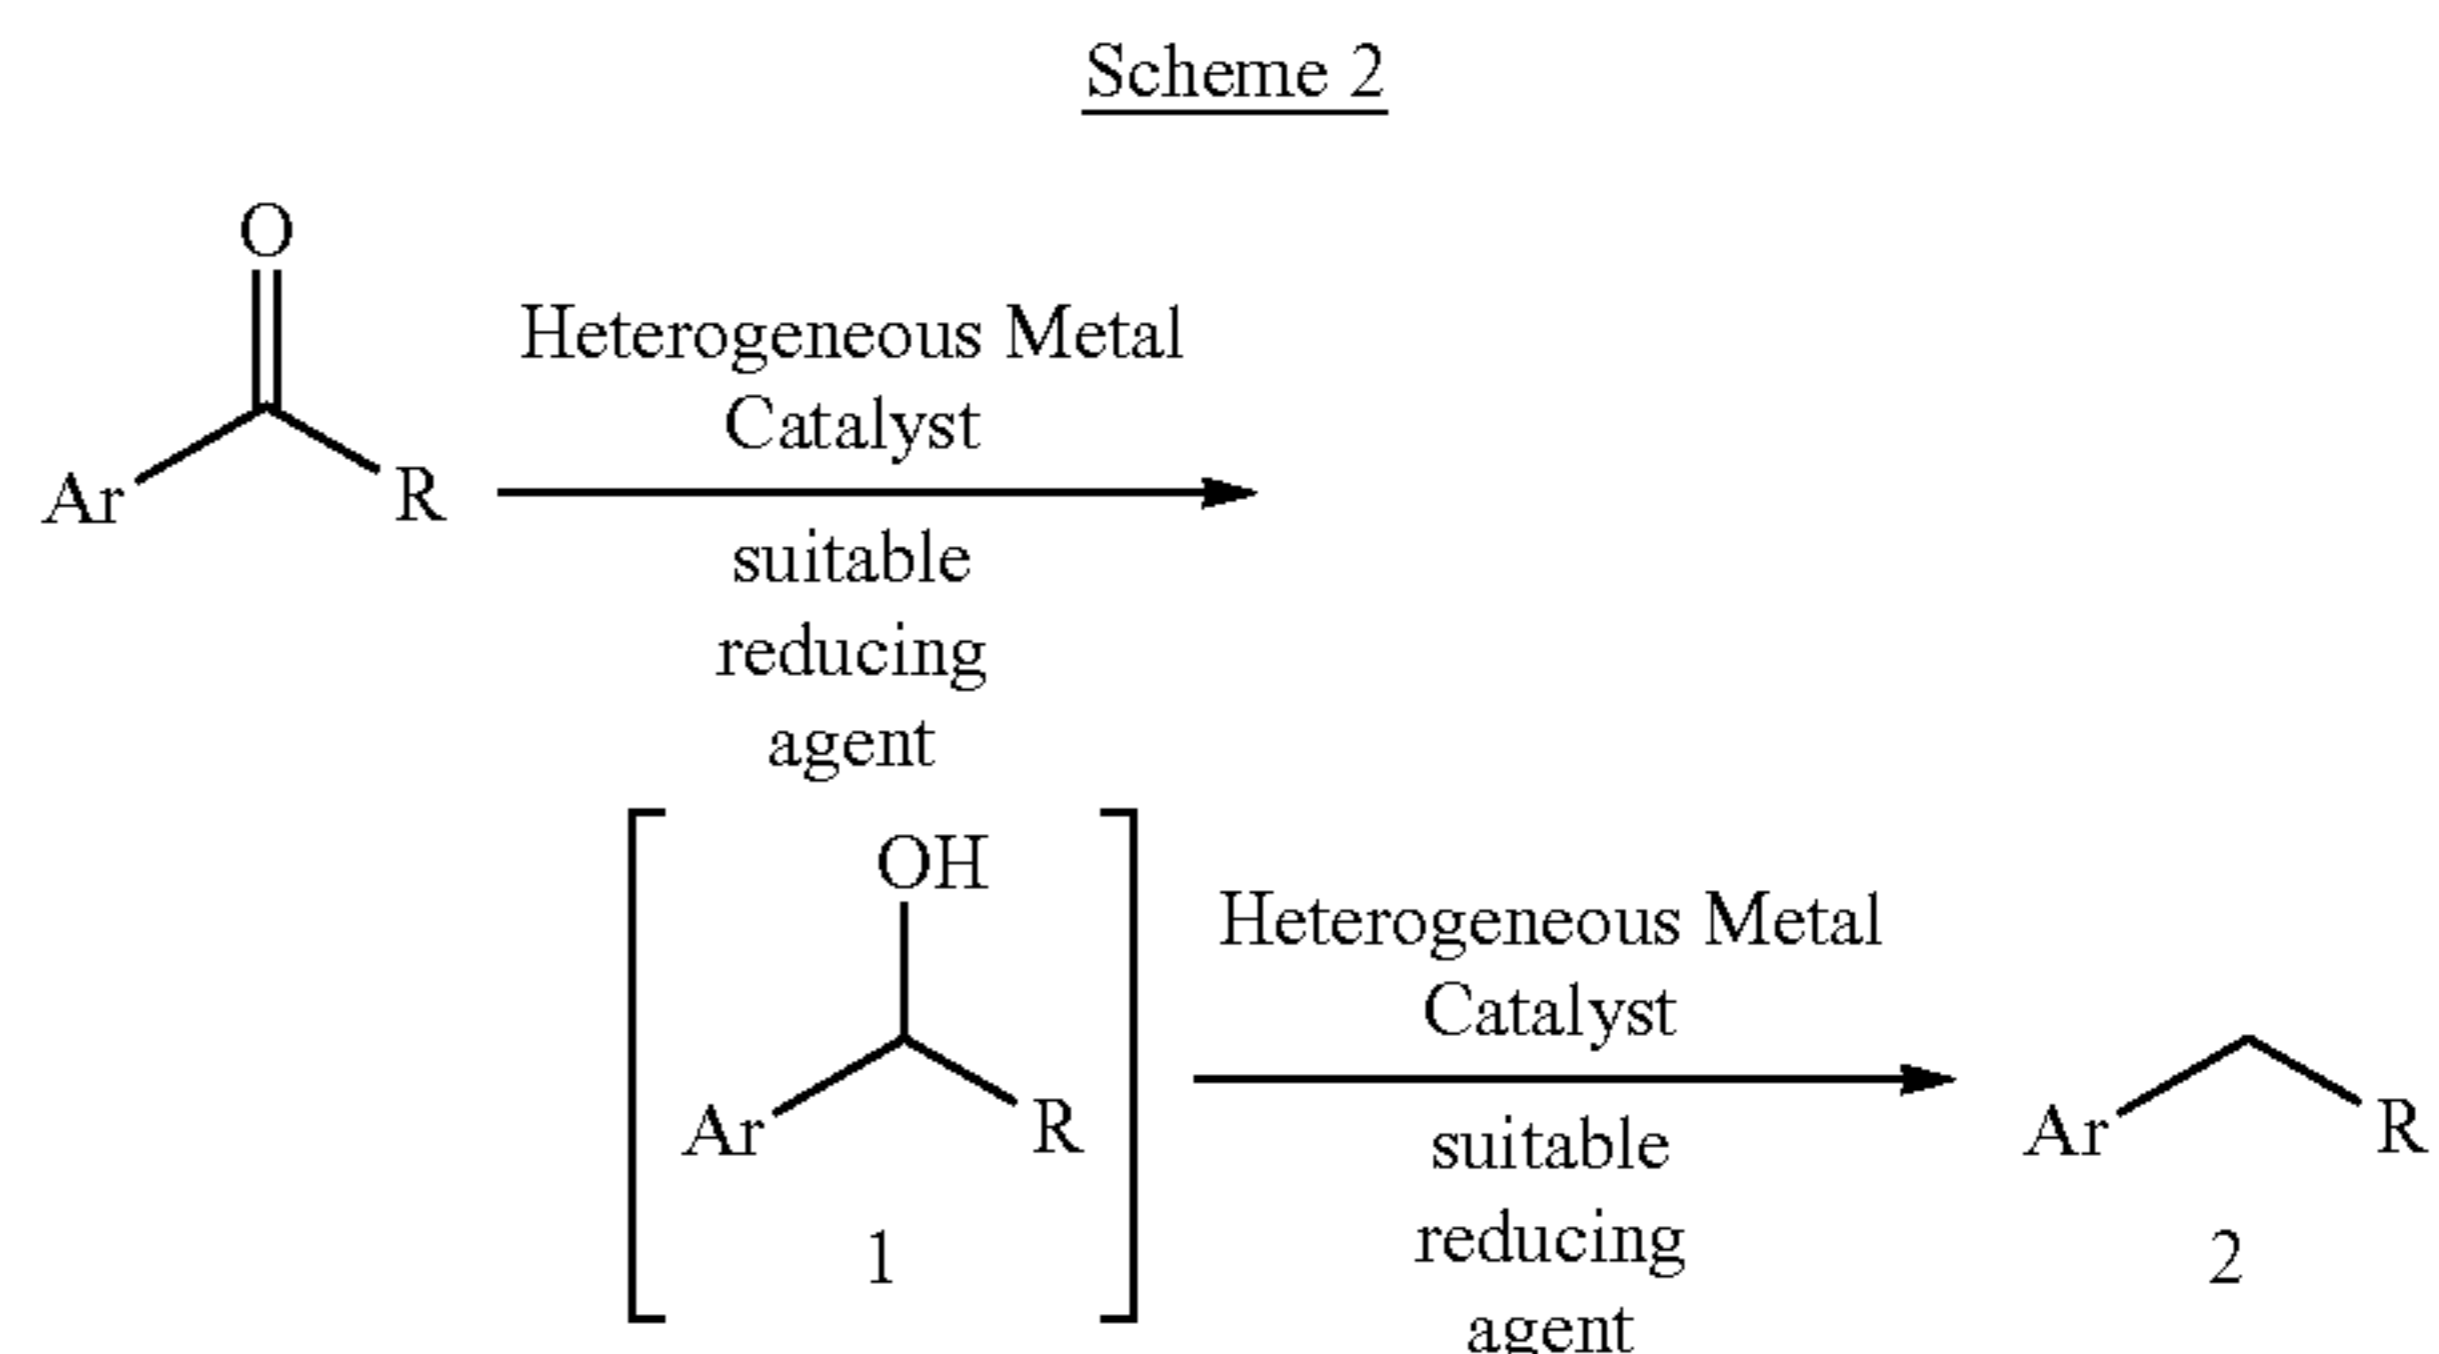 Scheme 2
O
Ar
R
Heterogeneous Metal
Catalyst
suitable
reducing
agent
OH
Ar
R
1
Heterogeneous Metal
Catalyst
suitable
reducing
agent
Ar
R
2